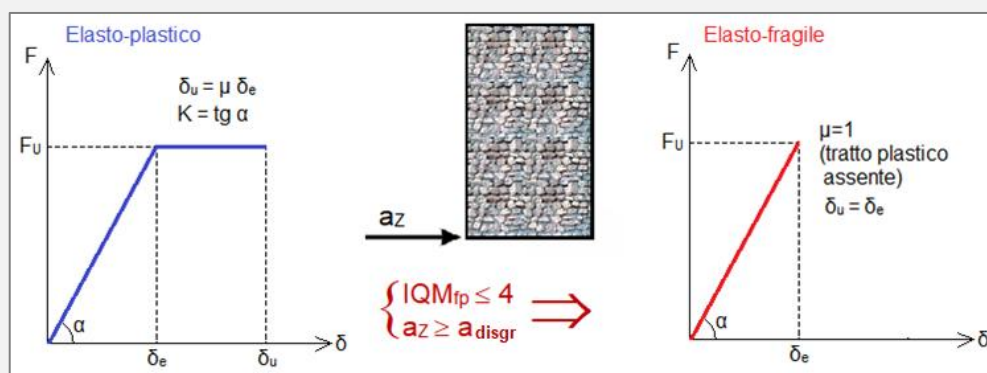 Elasto-plastico
F
δu = μ δe
K = tg α
FU
α
δe
δu
δ
az
{ IQMfp ≤ 4
az ≥ adisgr
⇒
Elasto-fragile
F
FU
μ=1
(tratto plastico
assente)
δu = δe
α
δe
δ